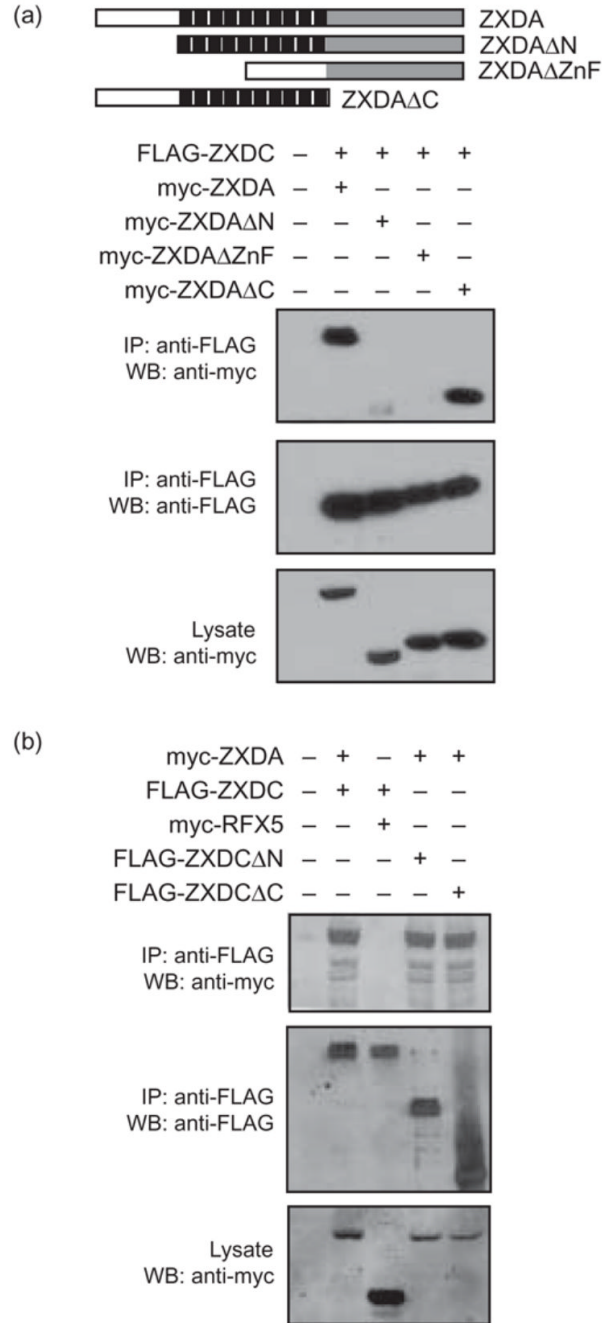 (a)
ZXDA
ZXDAΔN
ZXDAΔZnF
ZXDAΔC
FLAG-ZXDC – + + + +
myc-ZXDA – + – – –
myc-ZXDAΔN – – + – –
myc-ZXDAΔZnF – – – + –
myc-ZXDAΔC – – – – +
IP: anti-FLAG
WB: anti-myc
IP: anti-FLAG
WB: anti-FLAG
Lysate
WB: anti-myc
(b)
myc-ZXDA – + – + +
FLAG-ZXDC – + + – –
myc-RFX5 – – + – –
FLAG-ZXDCΔN – – – + –
FLAG-ZXDCΔC – – – – +
IP: anti-FLAG
WB: anti-myc
IP: anti-FLAG
WB: anti-FLAG
Lysate
WB: anti-myc